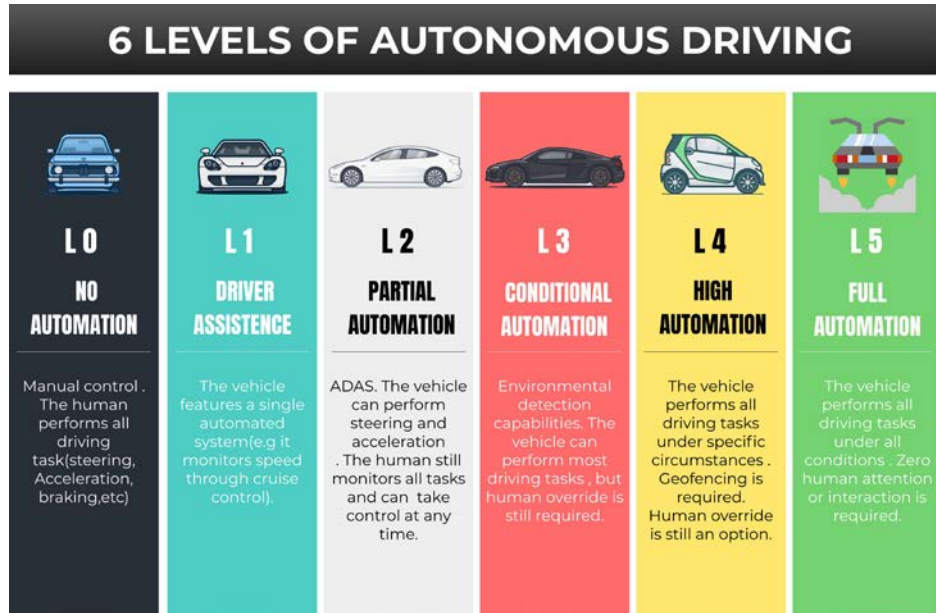 6 LEVELS OF AUTONOMOUS DRIVING
L 0
NO
AUTOMATION
Manual control .
The human
performs all
driving
task(steering,
Acceleration,
braking,etc)
L 1
DRIVER
ASSISTENCE
The vehicle
features a single
automated
system(e.g it
monitors speed
through cruise
control).
L 2
PARTIAL
AUTOMATION
ADAS. The vehicle
can perform
steering and
acceleration
. The human still
monitors all tasks
and can take
control at any
time.
L 3
CONDITIONAL
AUTOMATION
Environmental
detection
capabilities. The
vehicle can
perform most
driving tasks , but
human override is
still required.
L 4
HIGH
AUTOMATION
The vehicle
performs all
driving tasks
under specific
circumstances .
Geofencing is
required.
Human override
is still an option.
L 5
FULL
AUTOMATION
The vehicle
performs all
driving tasks
under all
conditions . Zero
human attention
or interaction is
required.